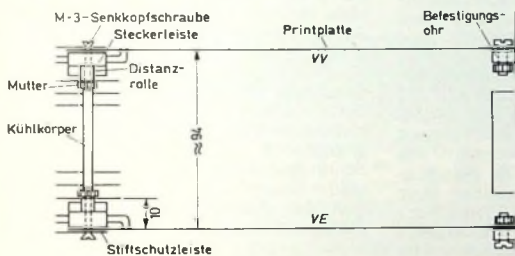 M-3-Senkkopfschraube
Steckerleiste
Distanz-
rolle
Mutter
Kühlkörper
Stiftschutzleiste
10
≈94
Printplatte
VV
VE
Befestigungs-
ohr